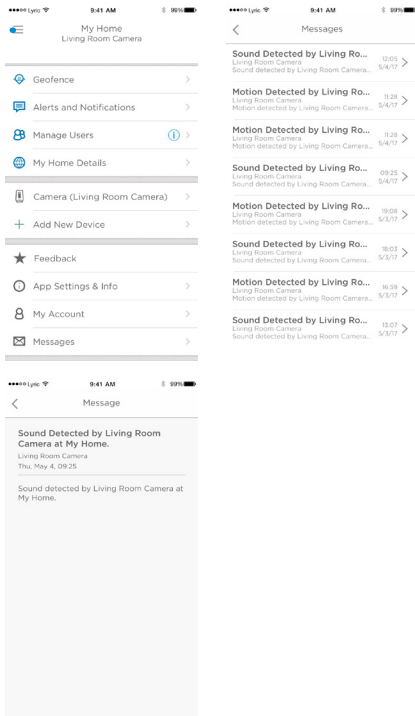 Lyric 9:41 AM 99%
My Home
Living Room Camera
Geofence
Alerts and Notifications
Manage Users
My Home Details
Camera (Living Room Camera)
Add New Device
Feedback
App Settings & Info
My Account
Messages
Lyric 9:41 AM 99%
Messages
Sound Detected by Living Ro... 12:05
Living Room Camera 5/4/17
Sound detected by Living Room Camera...
Motion Detected by Living Ro... 11:28
Living Room Camera 5/4/17
Motion detected by Living Room Camera...
Motion Detected by Living Ro... 11:28
Living Room Camera 5/4/17
Motion detected by Living Room Camera...
Sound Detected by Living Ro... 09:25
Living Room Camera 5/4/17
Sound detected by Living Room Camera...
Motion Detected by Living Ro... 19:08
Living Room Camera 5/3/17
Motion detected by Living Room Camera...
Sound Detected by Living Ro... 18:03
Living Room Camera 5/3/17
Sound detected by Living Room Camera...
Motion Detected by Living Ro... 16:59
Living Room Camera 5/3/17
Motion detected by Living Room Camera...
Sound Detected by Living Ro... 13:07
Living Room Camera 5/3/17
Sound detected by Living Room Camera...
Lyric 9:41 AM 99%
Message
Sound Detected by Living Room
Camera at My Home.
Living Room Camera
Thu, May 4, 09:25
Sound detected by Living Room Camera at
My Home.